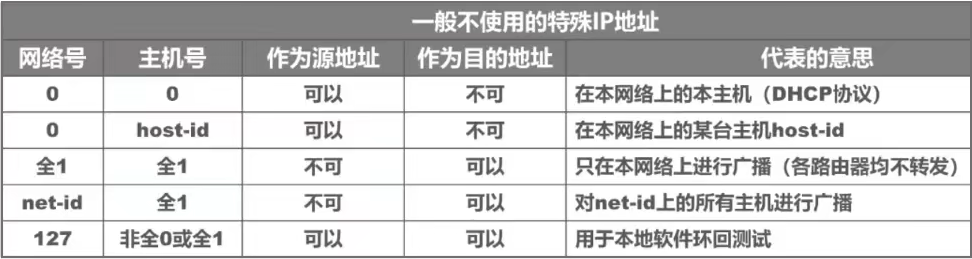 一般不使用的特殊IP地址
网络号 主机号 作为源地址 作为目的地址 代表的意思
0 0 可以 不可 在本网络上的本主机（DHCP协议）
0 host-id 可以 不可 在本网络上的某台主机host-id
全1 全1 不可 可以 只在本网络上进行广播（各路由器均不转发）
net-id 全1 不可 可以 对net-id上的所有主机进行广播
127 非全0或全1 可以 可以 用于本地软件环回测试